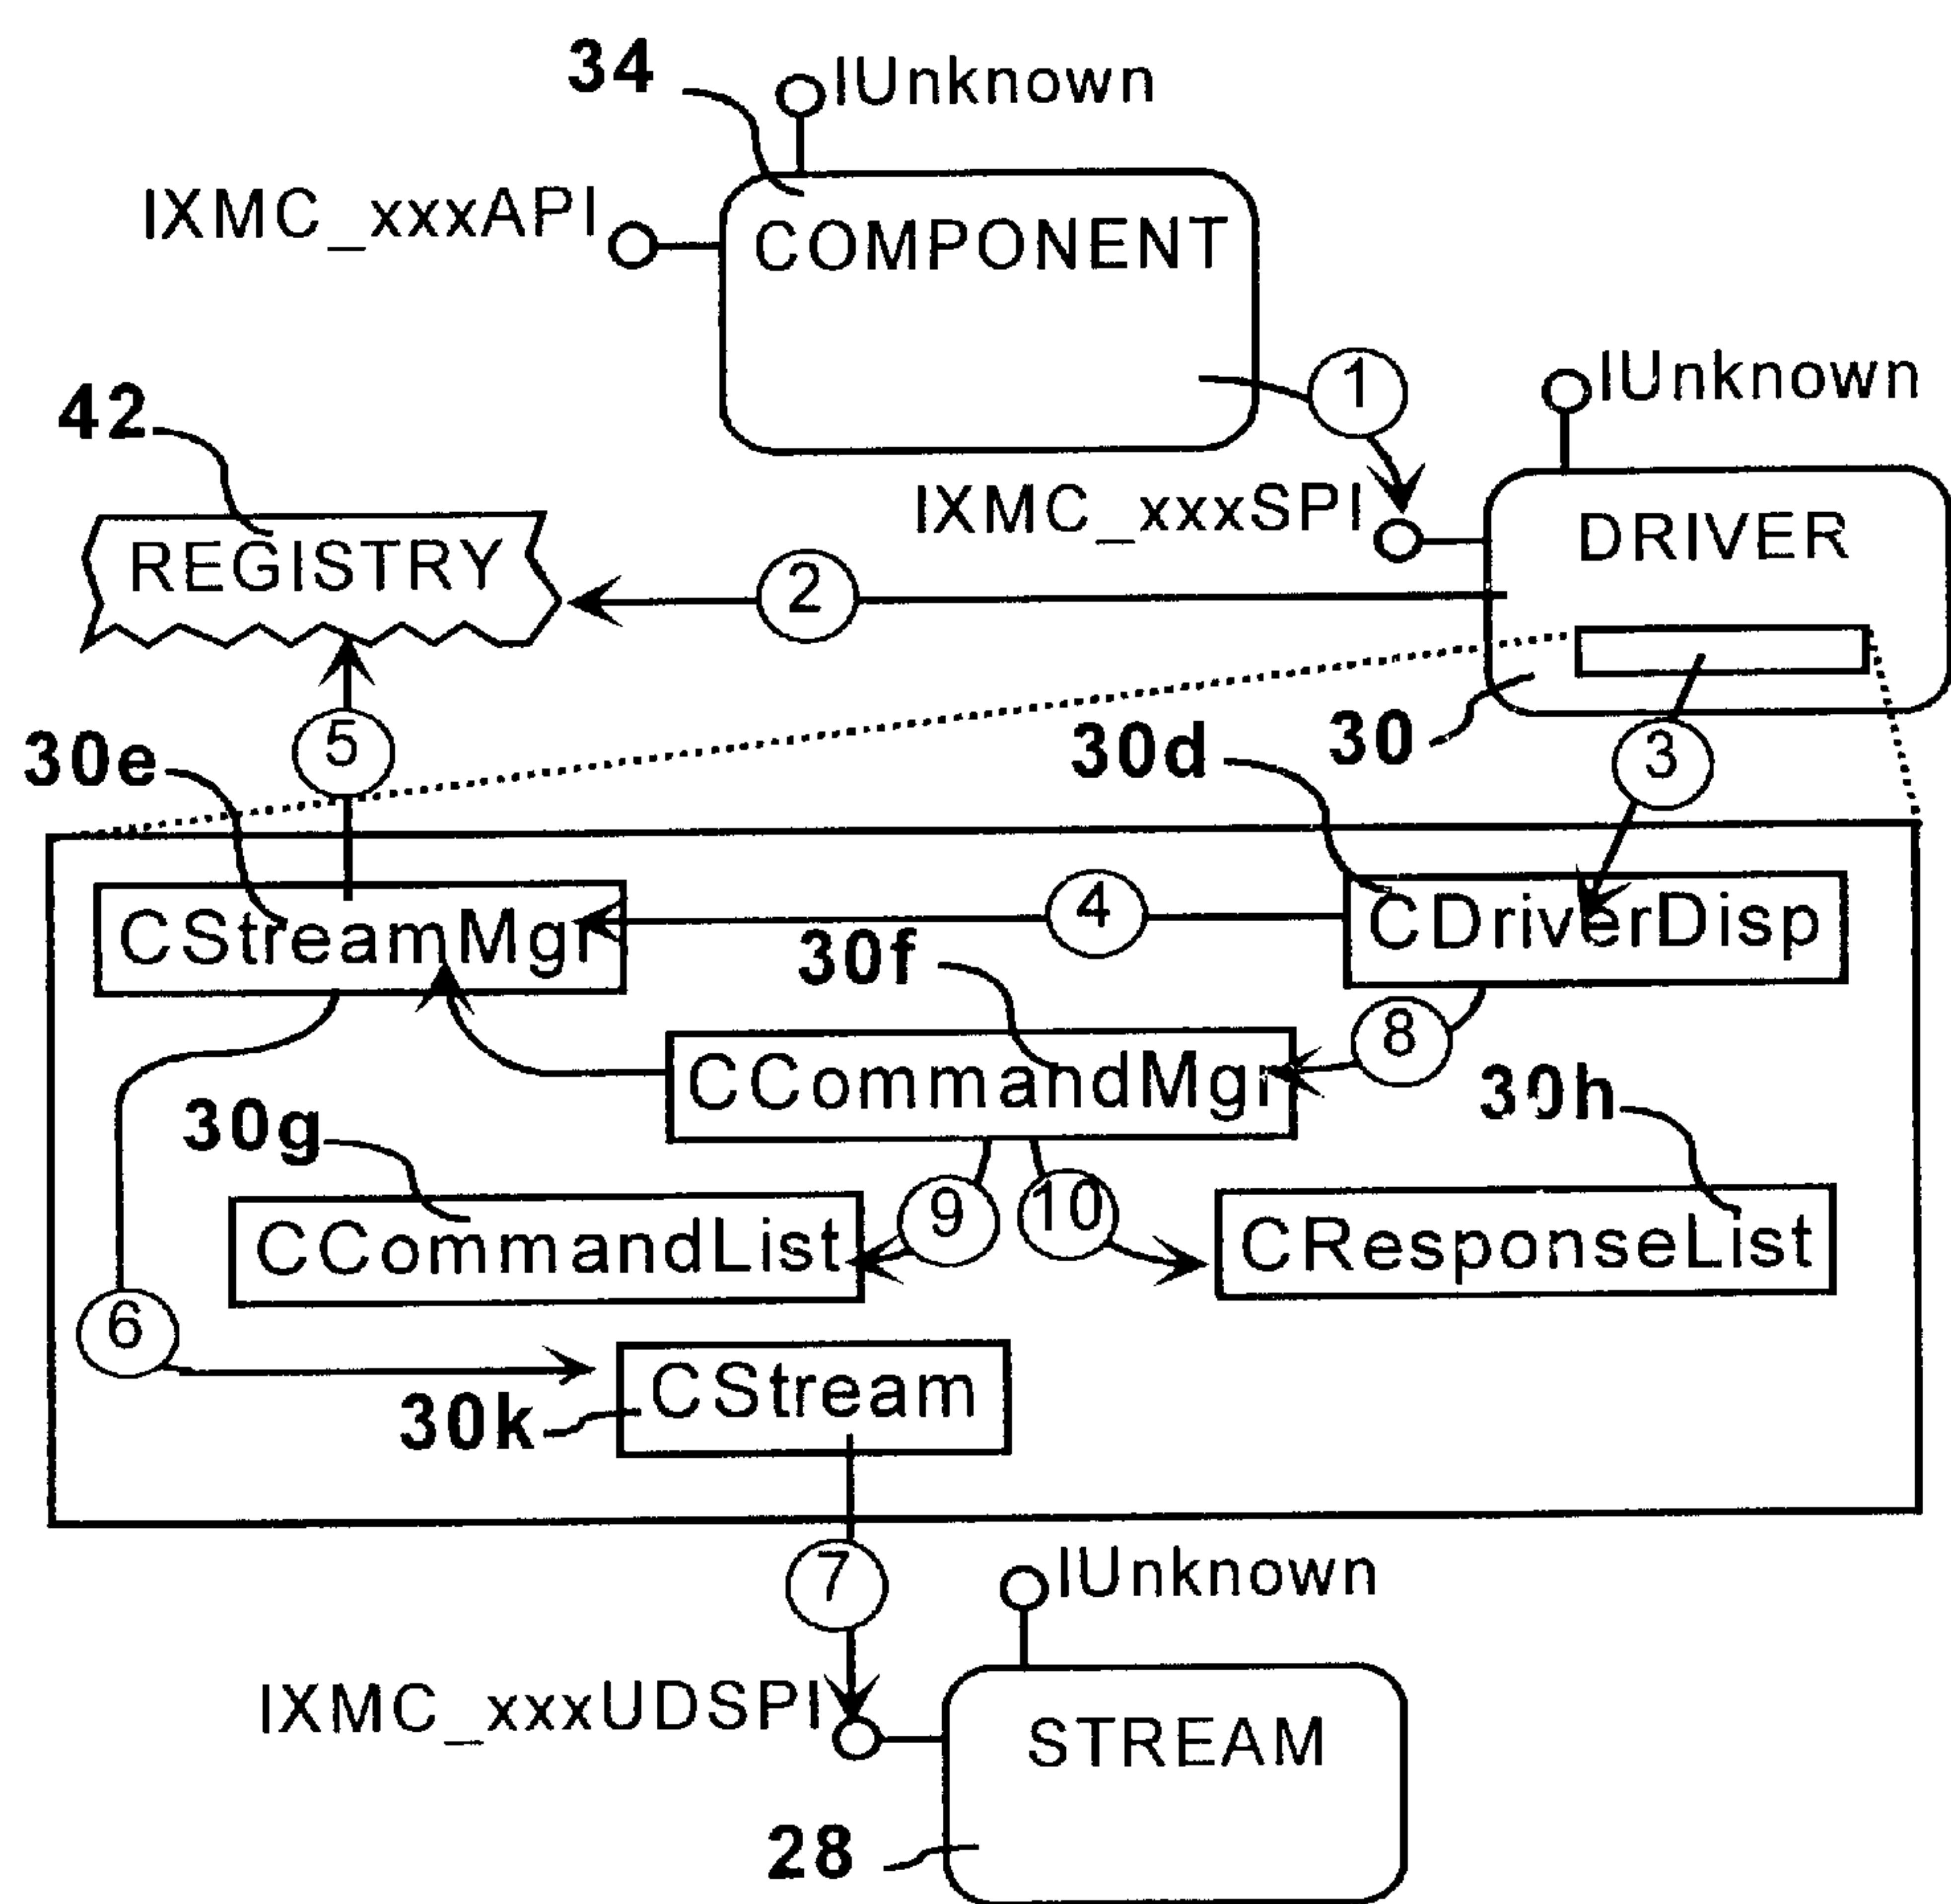 34
IUnknown
IXMC_xxxAPI
COMPONENT
1
IUnknown
42
IXMC_xxxSPI
DRIVER
REGISTRY
2
5
30e
30d
30
3
CStreamMgr
4
CDriverDisp
30f
8
CCommandMgr
30h
30g
9
10
CCommandList
CResponseList
6
CStream
30k
7
IUnknown
IXMC_xxxUDSPI
STREAM
28